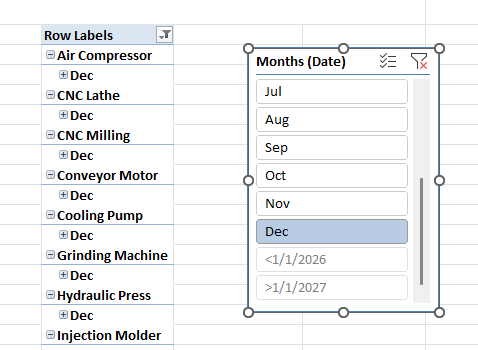 Row Labels
Air Compressor
Dec
CNC Lathe
Dec
CNC Milling
Dec
Conveyor Motor
Dec
Cooling Pump
Dec
Grinding Machine
Dec
Hydraulic Press
Dec
Injection Molder
Months (Date)
Jul
Aug
Sep
Oct
Nov
Dec
<1/1/2026
>1/1/2027